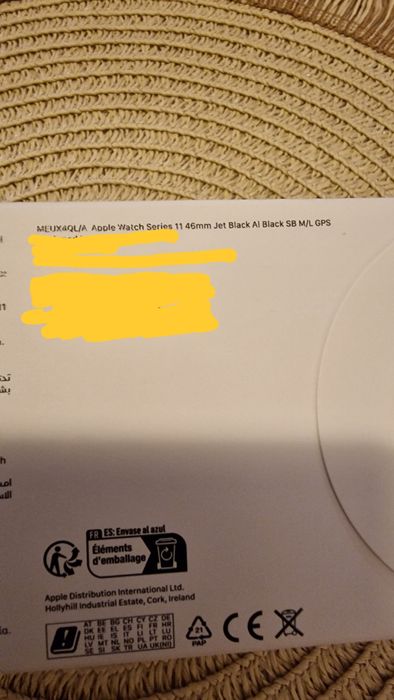 MEUX4QL/A Apple Watch Series 11 46mm Jet Black Al Black SB M/L GPS
FR ES: Envase al azul
Éléments
d'emballage
Apple Distribution International Ltd.
Hollyhill Industrial Estate, Cork, Ireland
AT BE BG CH CY CZ DE
DK EE EL ES FI FR HR
HU IE IS IT LI LT LU
LV MT NL NO PL PT RO
SE SI SK TR UA UK(NI)
21
PAP
CE